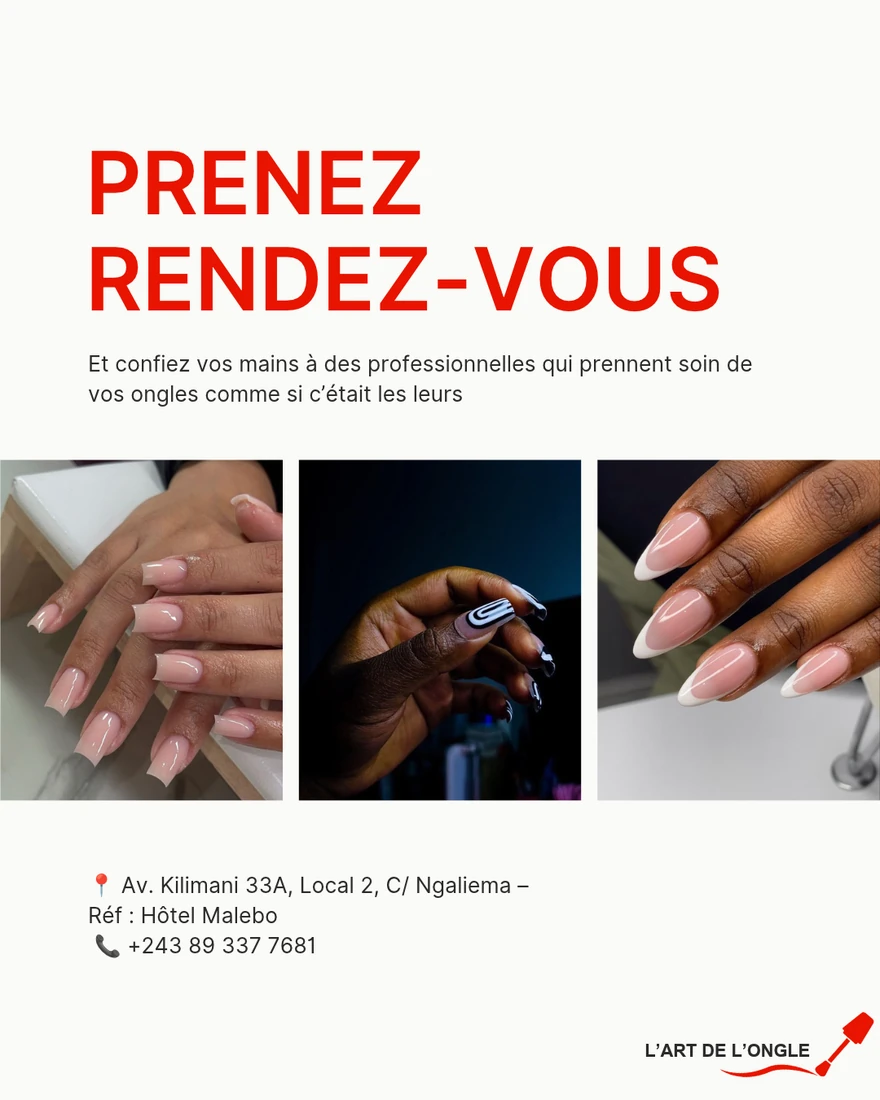 PRENEZ
RENDEZ-VOUS
Et confiez vos mains à des professionnelles qui prennent soin de
vos ongles comme si c’était les leurs
📍 Av. Kilimani 33A, Local 2, C/ Ngaliema –
Réf : Hôtel Malebo
📞 +243 89 337 7681
L’ART DE L’ONGLE